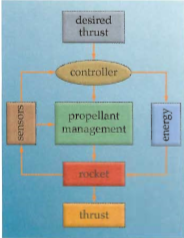 desired
thrust
controller
sensors
propellant
management
energy
rocket
thrust